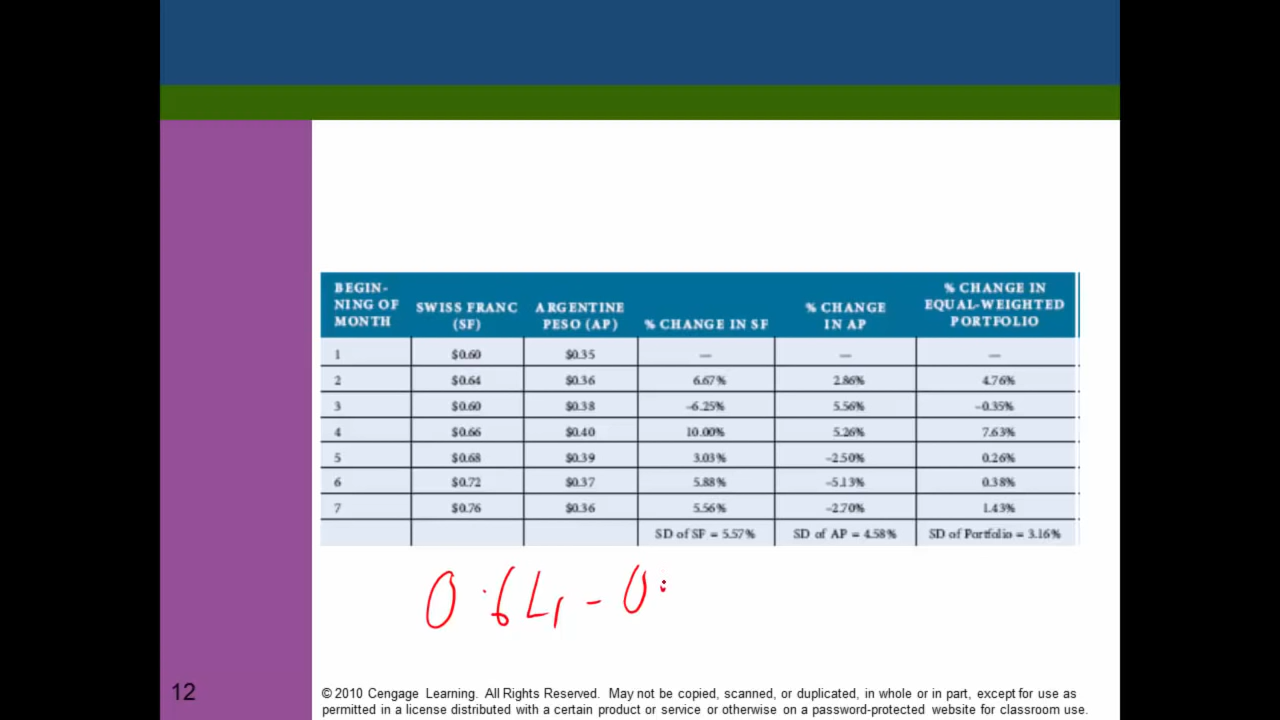 BEGIN-
NING OF
MONTH
SWISS FRANC
(SF)
ARGENTINE
PESO (AP)
% CHANGE IN SF
% CHANGE
IN AP
% CHANGE IN
EQUAL-WEIGHTED
PORTFOLIO
1 $0.60 $0.35 — — —
2 $0.64 $0.36 6.67% 2.86% 4.76%
3 $0.60 $0.38 –6.25% 5.56% –0.35%
4 $0.66 $0.40 10.00% 5.26% 7.63%
5 $0.68 $0.39 3.03% –2.50% 0.26%
6 $0.72 $0.37 5.88% –5.13% 0.38%
7 $0.76 $0.36 5.56% –2.70% 1.43%
SD of SF = 5.57% SD of AP = 4.58% SD of Portfolio = 3.16%
0.64 - 0.
12
© 2010 Cengage Learning. All Rights Reserved. May not be copied, scanned, or duplicated, in whole or in part, except for use as
permitted in a license distributed with a certain product or service or otherwise on a password-protected website for classroom use.